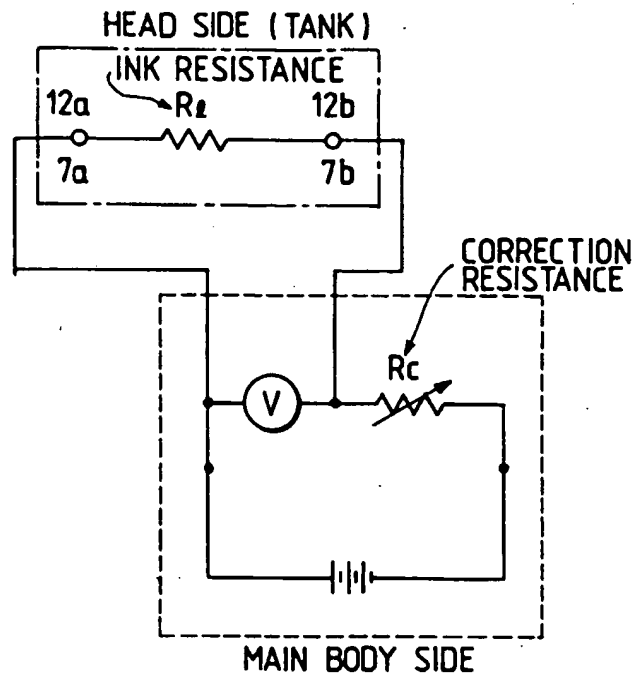 HEAD SIDE (TANK)
INK RESISTANCE
12a Rℓ 12b
7a 7b
CORRECTION
RESISTANCE
Rc
V
MAIN BODY SIDE